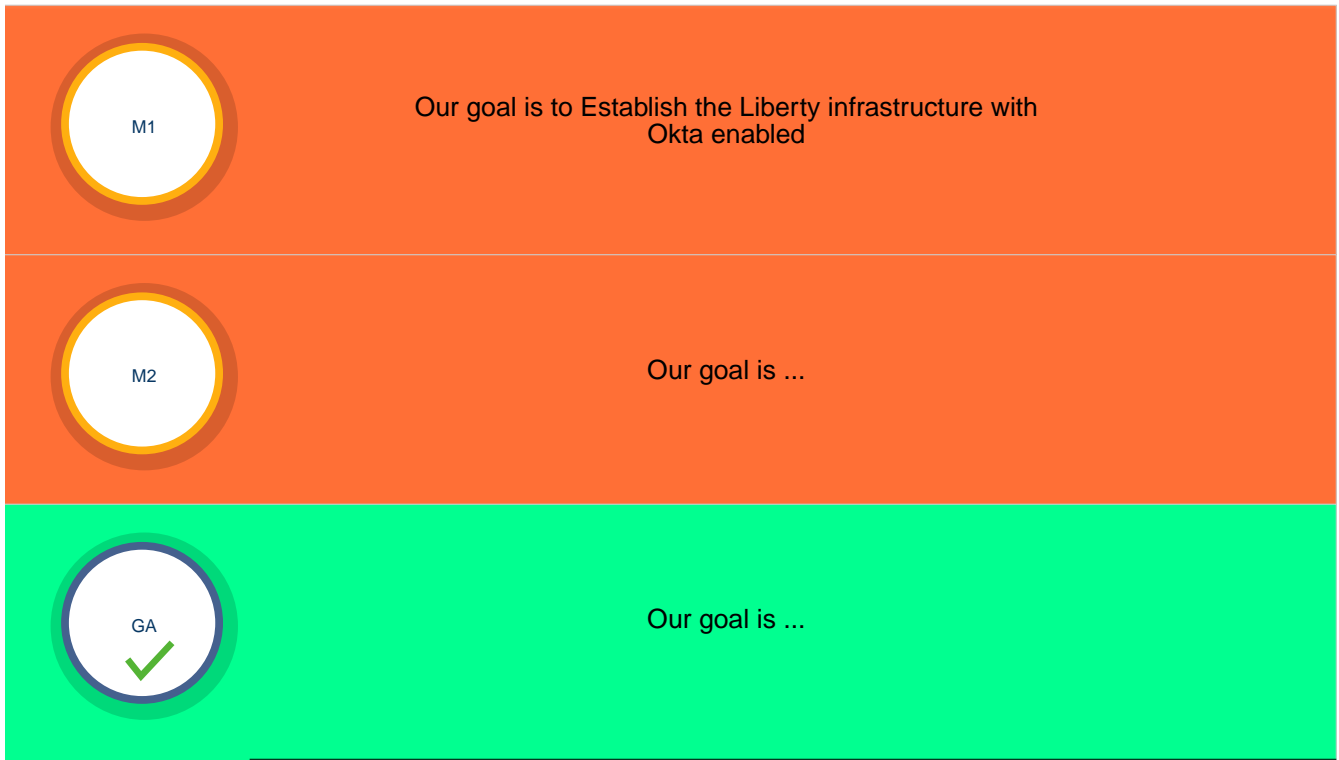 M1
Our goal is to Establish the Liberty infrastructure with
Okta enabled
M2
Our goal is ...
GA
Our goal is ...